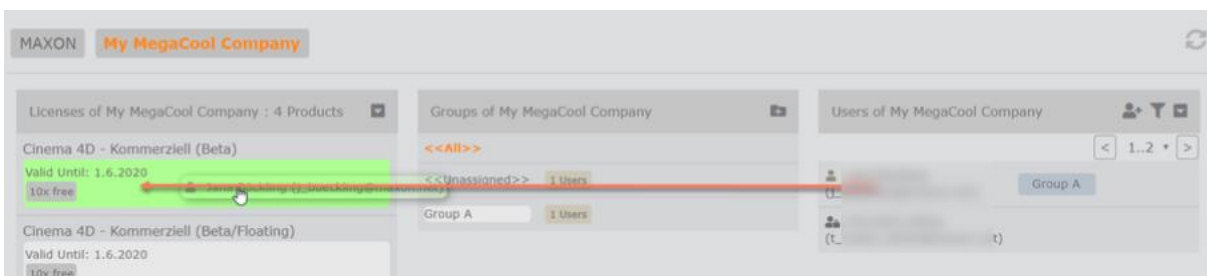 MAXON My MegaCool Company
Licenses of My MegaCool Company : 4 Products
Cinema 4D - Kommerziell (Beta)
Valid Until: 1.6.2020
10x free
Cinema 4D - Kommerziell (Beta/Floating)
Valid Until: 1.6.2020
10x free
Groups of My MegaCool Company
<<All>>
<<Unassigned>> 1 Users
Group A 1 Users
Users of My MegaCool Company
< 1..2 >
Group A
(t_ t)